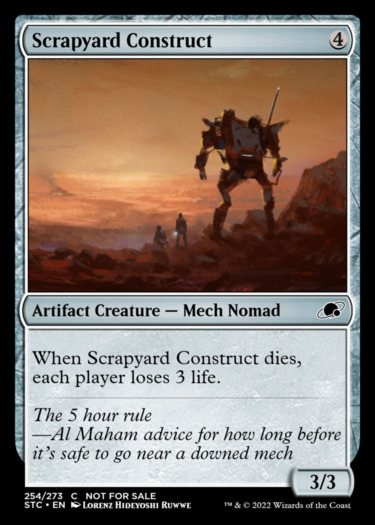 Scrapyard Construct 4
Artifact Creature — Mech Nomad
When Scrapyard Construct dies,
each player loses 3 life.
The 5 hour rule
—Al Maham advice for how long before
it's safe to go near a downed mech
3/3
254/273 C NOT FOR SALE
STC • EN Lorenz Hideyoshi Ruwwe
™ & © 2022 Wizards of the Coast